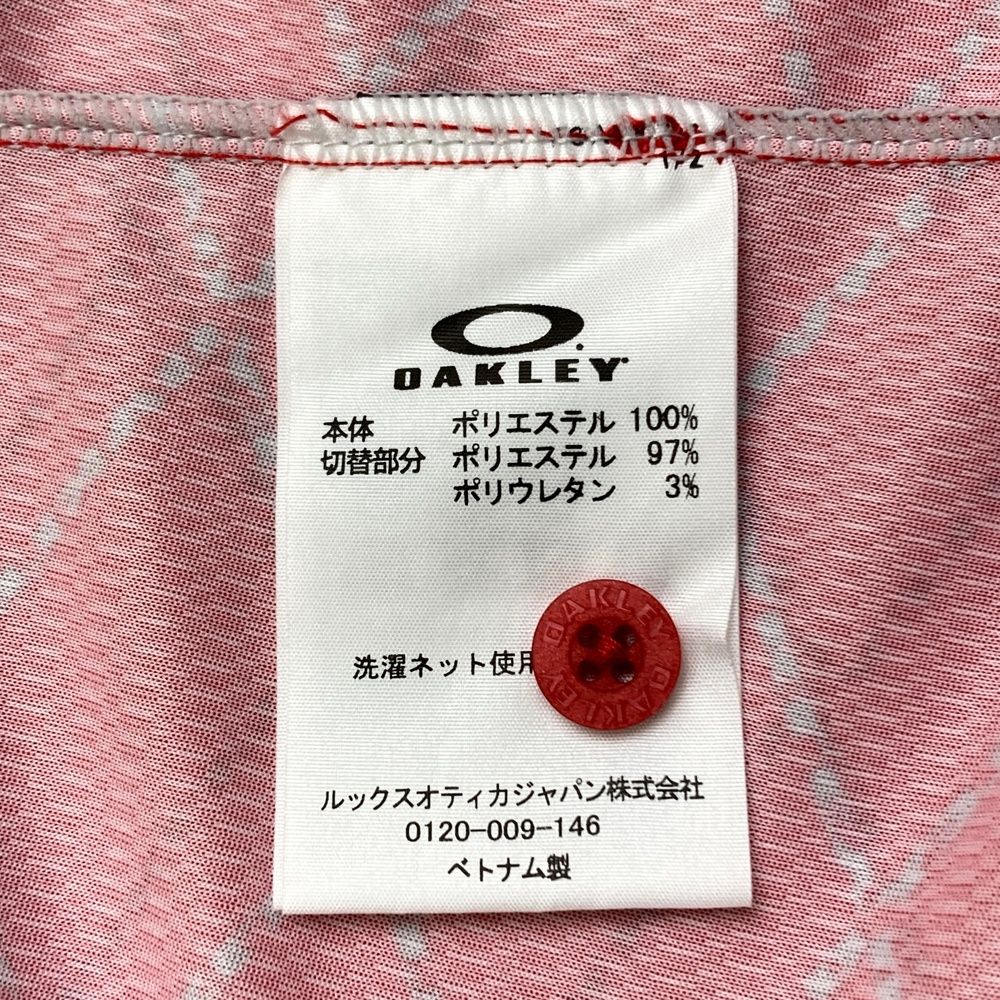 OAKLEY
本体 ポリエステル 100%
切替部分 ポリエステル 97%
ポリウレタン 3%
洗濯ネット使用
OAKLEY OAKLEY
ルックスオティカジャパン株式会社
0120-009-146
ベトナム製